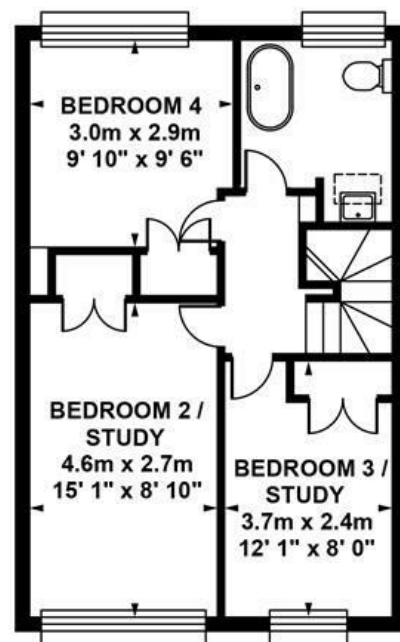 BEDROOM 4
3.0m x 2.9m
9' 10" x 9' 6"
BEDROOM 2 /
STUDY
4.6m x 2.7m
15' 1" x 8' 10"
BEDROOM 3 /
STUDY
3.7m x 2.4m
12' 1" x 8' 0"